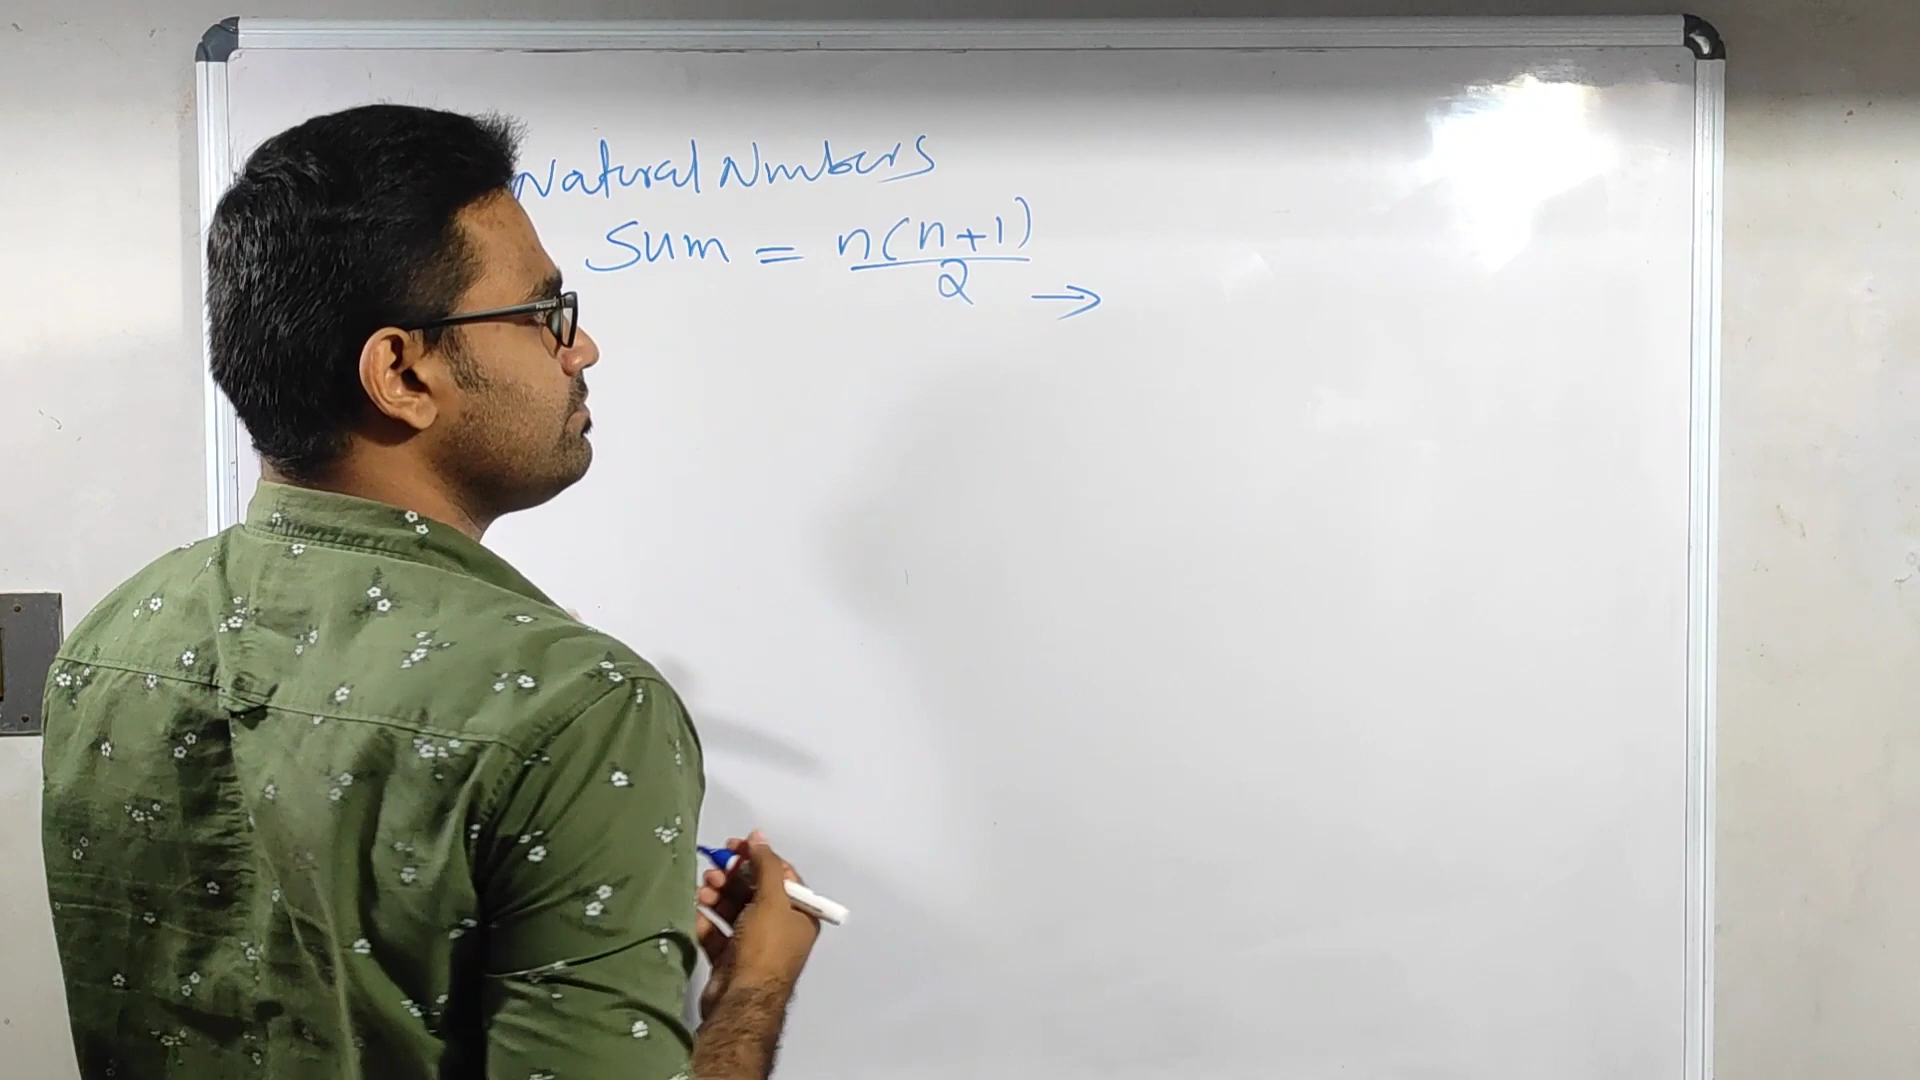 Natural Numbers
Sum = n(n+1)/2 →